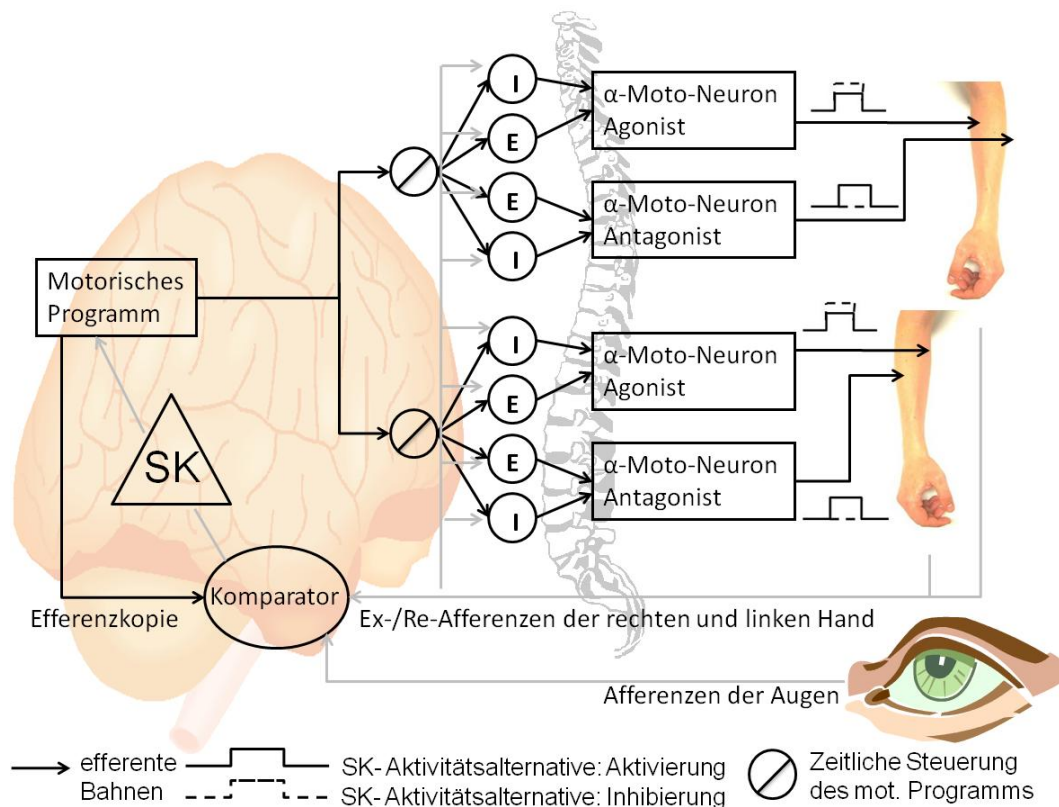 I
E
E
I
α-Moto-Neuron
Agonist
α-Moto-Neuron
Antagonist
Motorisches
Programm
I
E
E
I
α-Moto-Neuron
Agonist
α-Moto-Neuron
Antagonist
SK
Komparator
Efferenzkopie
Ex-/Re-Afferenzen der rechten und linken Hand
Afferenzen der Augen
efferente
Bahnen
SK-Aktivitätsalternative: Aktivierung
SK-Aktivitätsalternative: Inhibierung
Zeitliche Steuerung
des mot. Programms